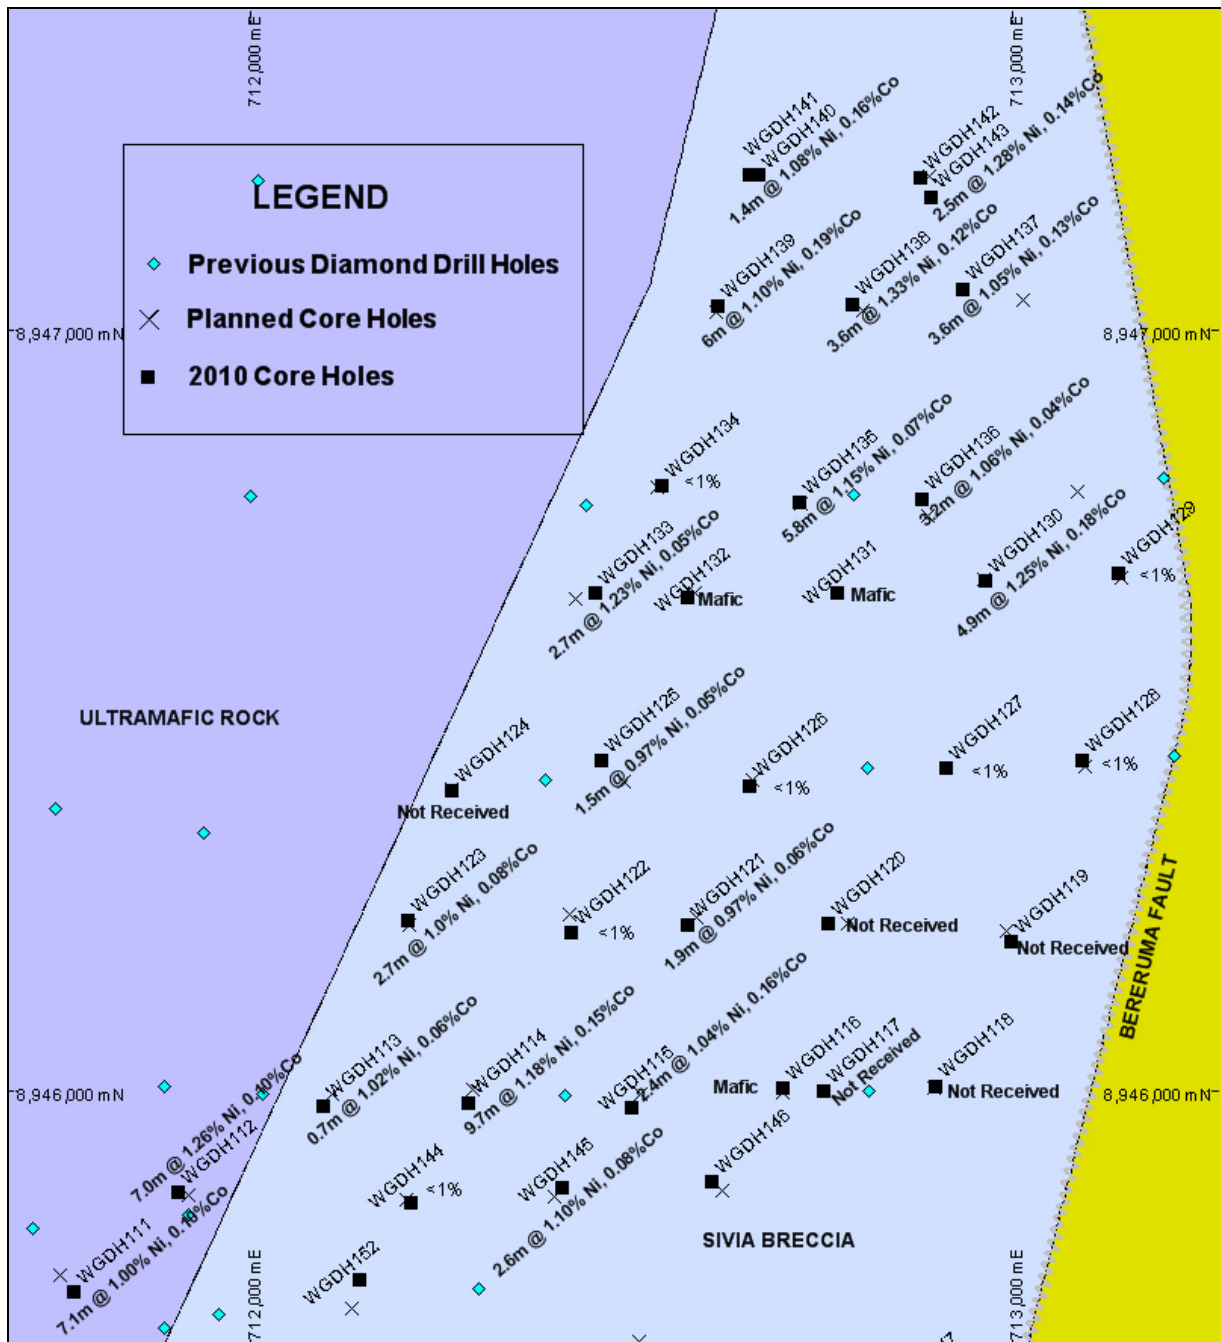 712,000 mE
713,000 mE
WGDH141
WGDH140
1.4m @ 1.08% Ni, 0.16%Co
WGDH142
WGDH143
2.5m @ 1.28% Ni, 0.14%Co
LEGEND
Previous Diamond Drill Holes
Planned Core Holes
2010 Core Holes
WGDH139
6m @ 1.10% Ni, 0.19%Co
WGDH138
3.6m @ 1.33% Ni, 0.12%Co
WGDH137
3.6m @ 1.05% Ni, 0.13%Co
8,947,000 mN
8,947,000 mN
WGDH134
<1%
WGDH135
5.8m @ 1.15% Ni, 0.07%Co
WGDH136
3.2m @ 1.06% Ni, 0.04%Co
WGDH133
2.7m @ 1.23% Ni, 0.05%Co
WGDH132
Mafic
WGDH131
Mafic
WGDH130
4.9m @ 1.25% Ni, 0.18%Co
WGDH129
<1%
ULTRAMAFIC ROCK
WGDH124
Not Received
WGDH125
1.5m @ 0.97% Ni, 0.05%Co
WGDH126
<1%
WGDH127
<1%
WGDH128
<1%
WGDH123
2.7m @ 1.0% Ni, 0.08%Co
WGDH122
<1%
WGDH121
1.9m @ 0.97% Ni, 0.06%Co
WGDH120
Not Received
WGDH119
Not Received
BERERUMA FAULT
WGDH113
0.7m @ 1.02% Ni, 0.06%Co
WGDH114
9.7m @ 1.18% Ni, 0.15%Co
WGDH115
2.4m @ 1.04% Ni, 0.16%Co
WGDH116
Mafic
WGDH117
Not Received
WGDH118
Not Received
8,946,000 mN
8,946,000 mN
7.0m @ 1.26% Ni, 0.10%Co
WGDH112
WGDH144
<1%
WGDH145
2.6m @ 1.10% Ni, 0.08%Co
WGDH146
SIVIA BRECCIA
WGDH111
7.1m @ 1.00% Ni, 0.10%Co
WGDH152
712,000 mE
713,000 mE